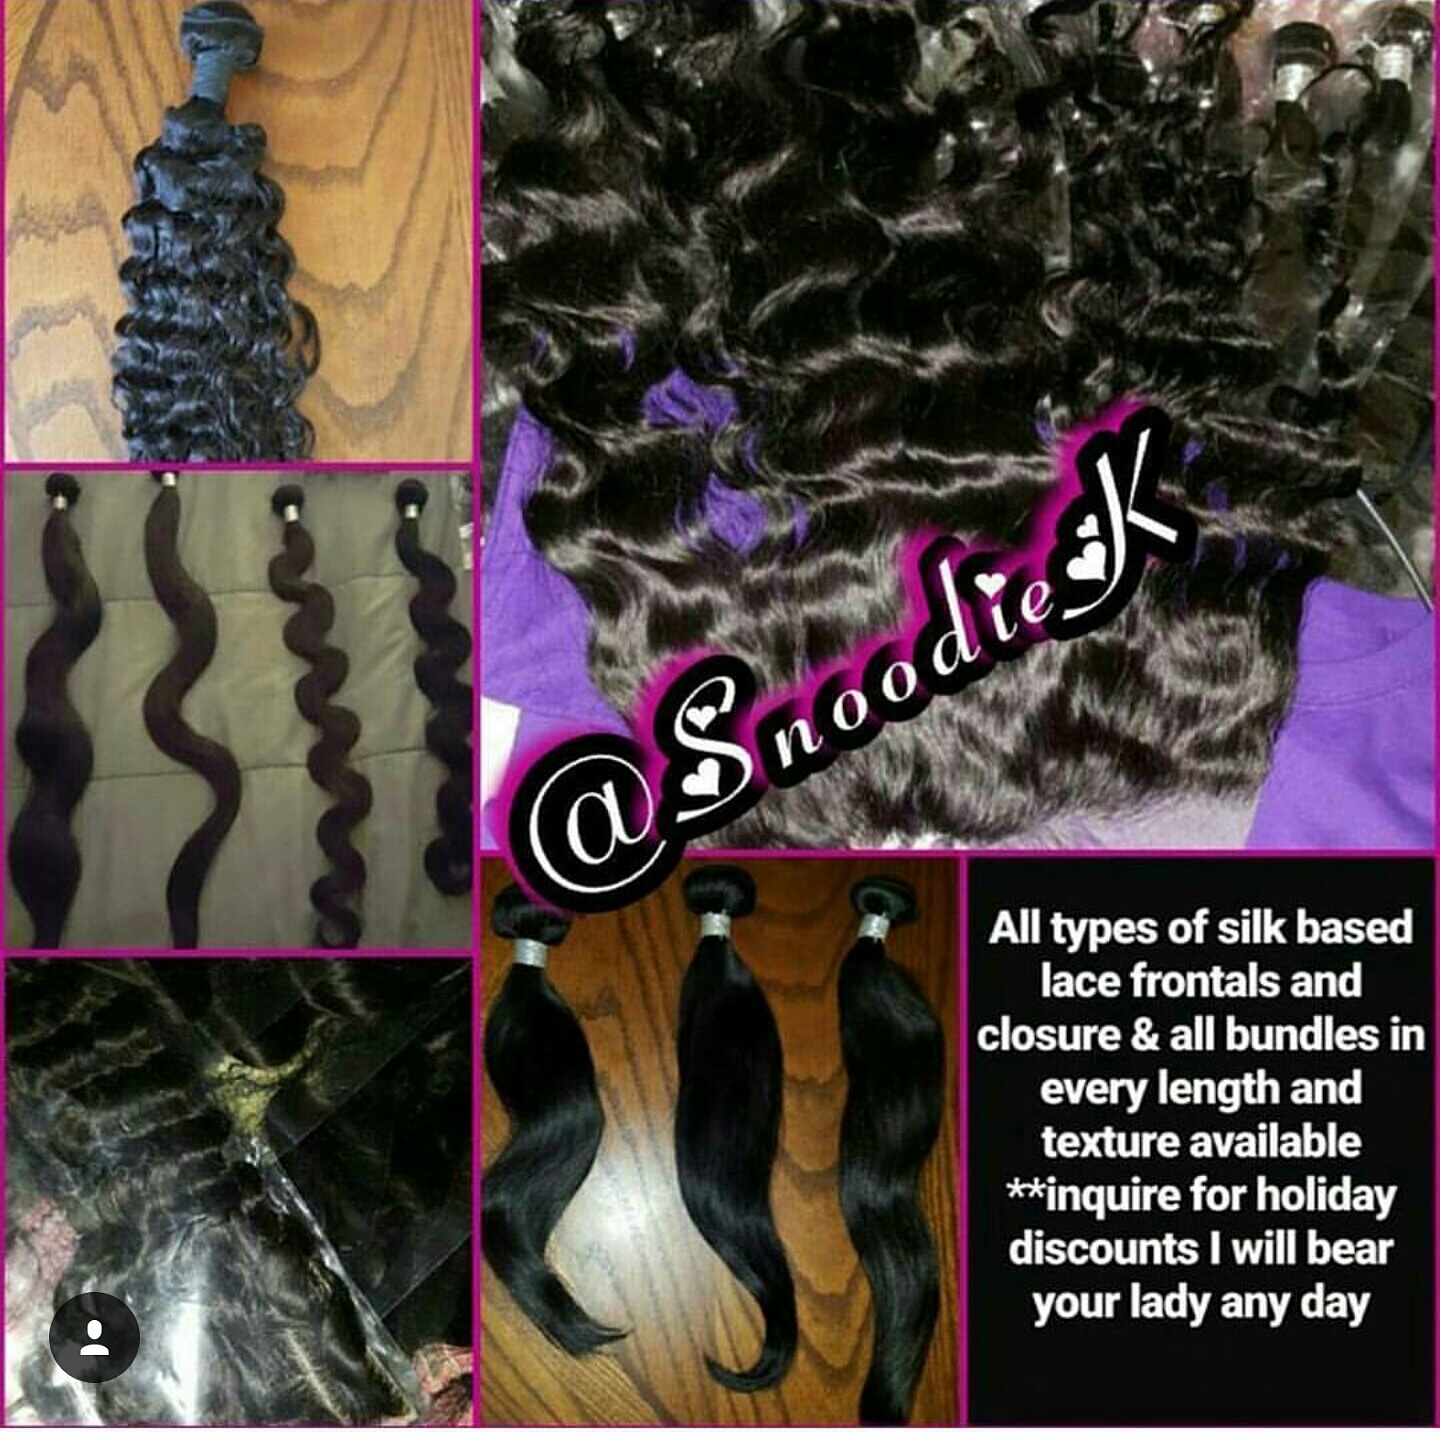 @SnoodieK
All types of silk based
lace frontals and
closure & all bundles in
every length and
texture available
**inquire for holiday
discounts I will bear
your lady any day